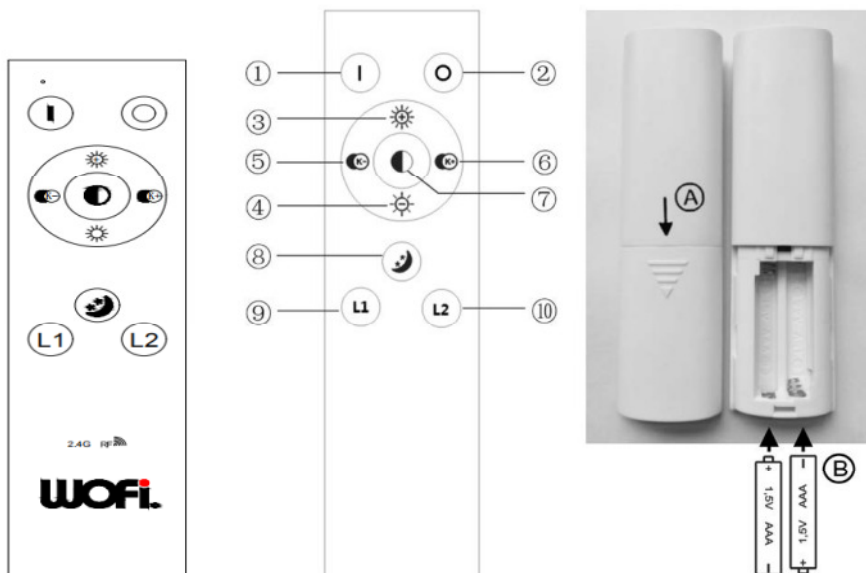 K- K+
L1 L2
2.4G RF
WOFi.
① I O ②
③
⑤ K- K+ ⑥
⑦
④
⑧
⑨ L1 L2 ⑩
A
B
+ 1,5V AAA −
− AAA 1,5V +